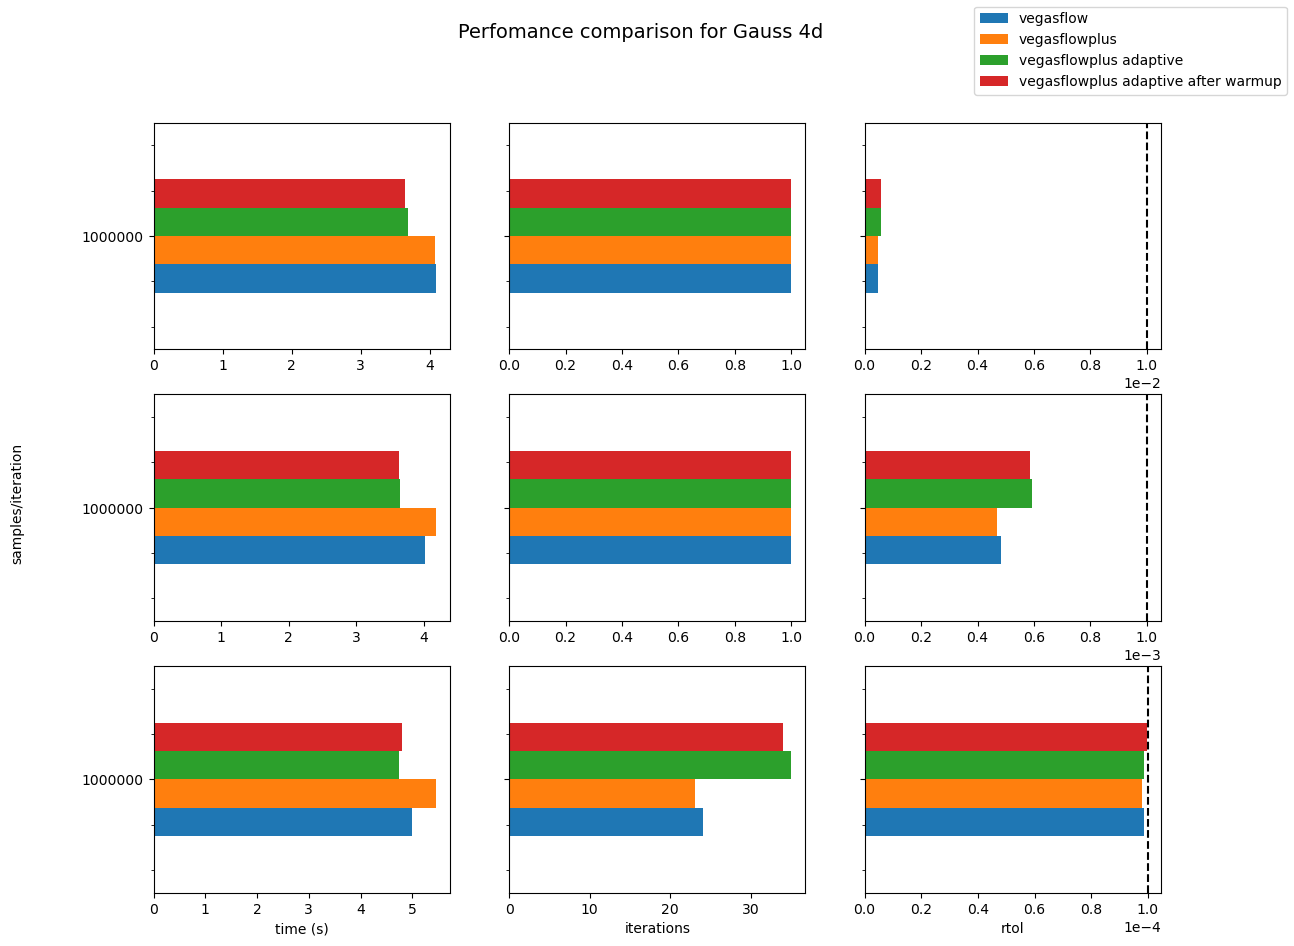 Perfomance comparison for Gauss 4d
vegasflow
vegasflowplus
vegasflowplus adaptive
vegasflowplus adaptive after warmup
samples/iteration
1000000
0 1 2 3 4
0.0 0.2 0.4 0.6 0.8 1.0
0.0 0.2 0.4 0.6 0.8 1.0
1e−2
1000000
0 1 2 3 4
0.0 0.2 0.4 0.6 0.8 1.0
0.0 0.2 0.4 0.6 0.8 1.0
1e−3
1000000
0 1 2 3 4 5
time (s)
0 10 20 30
iterations
0.0 0.2 0.4 0.6 0.8 1.0
1e−4
rtol